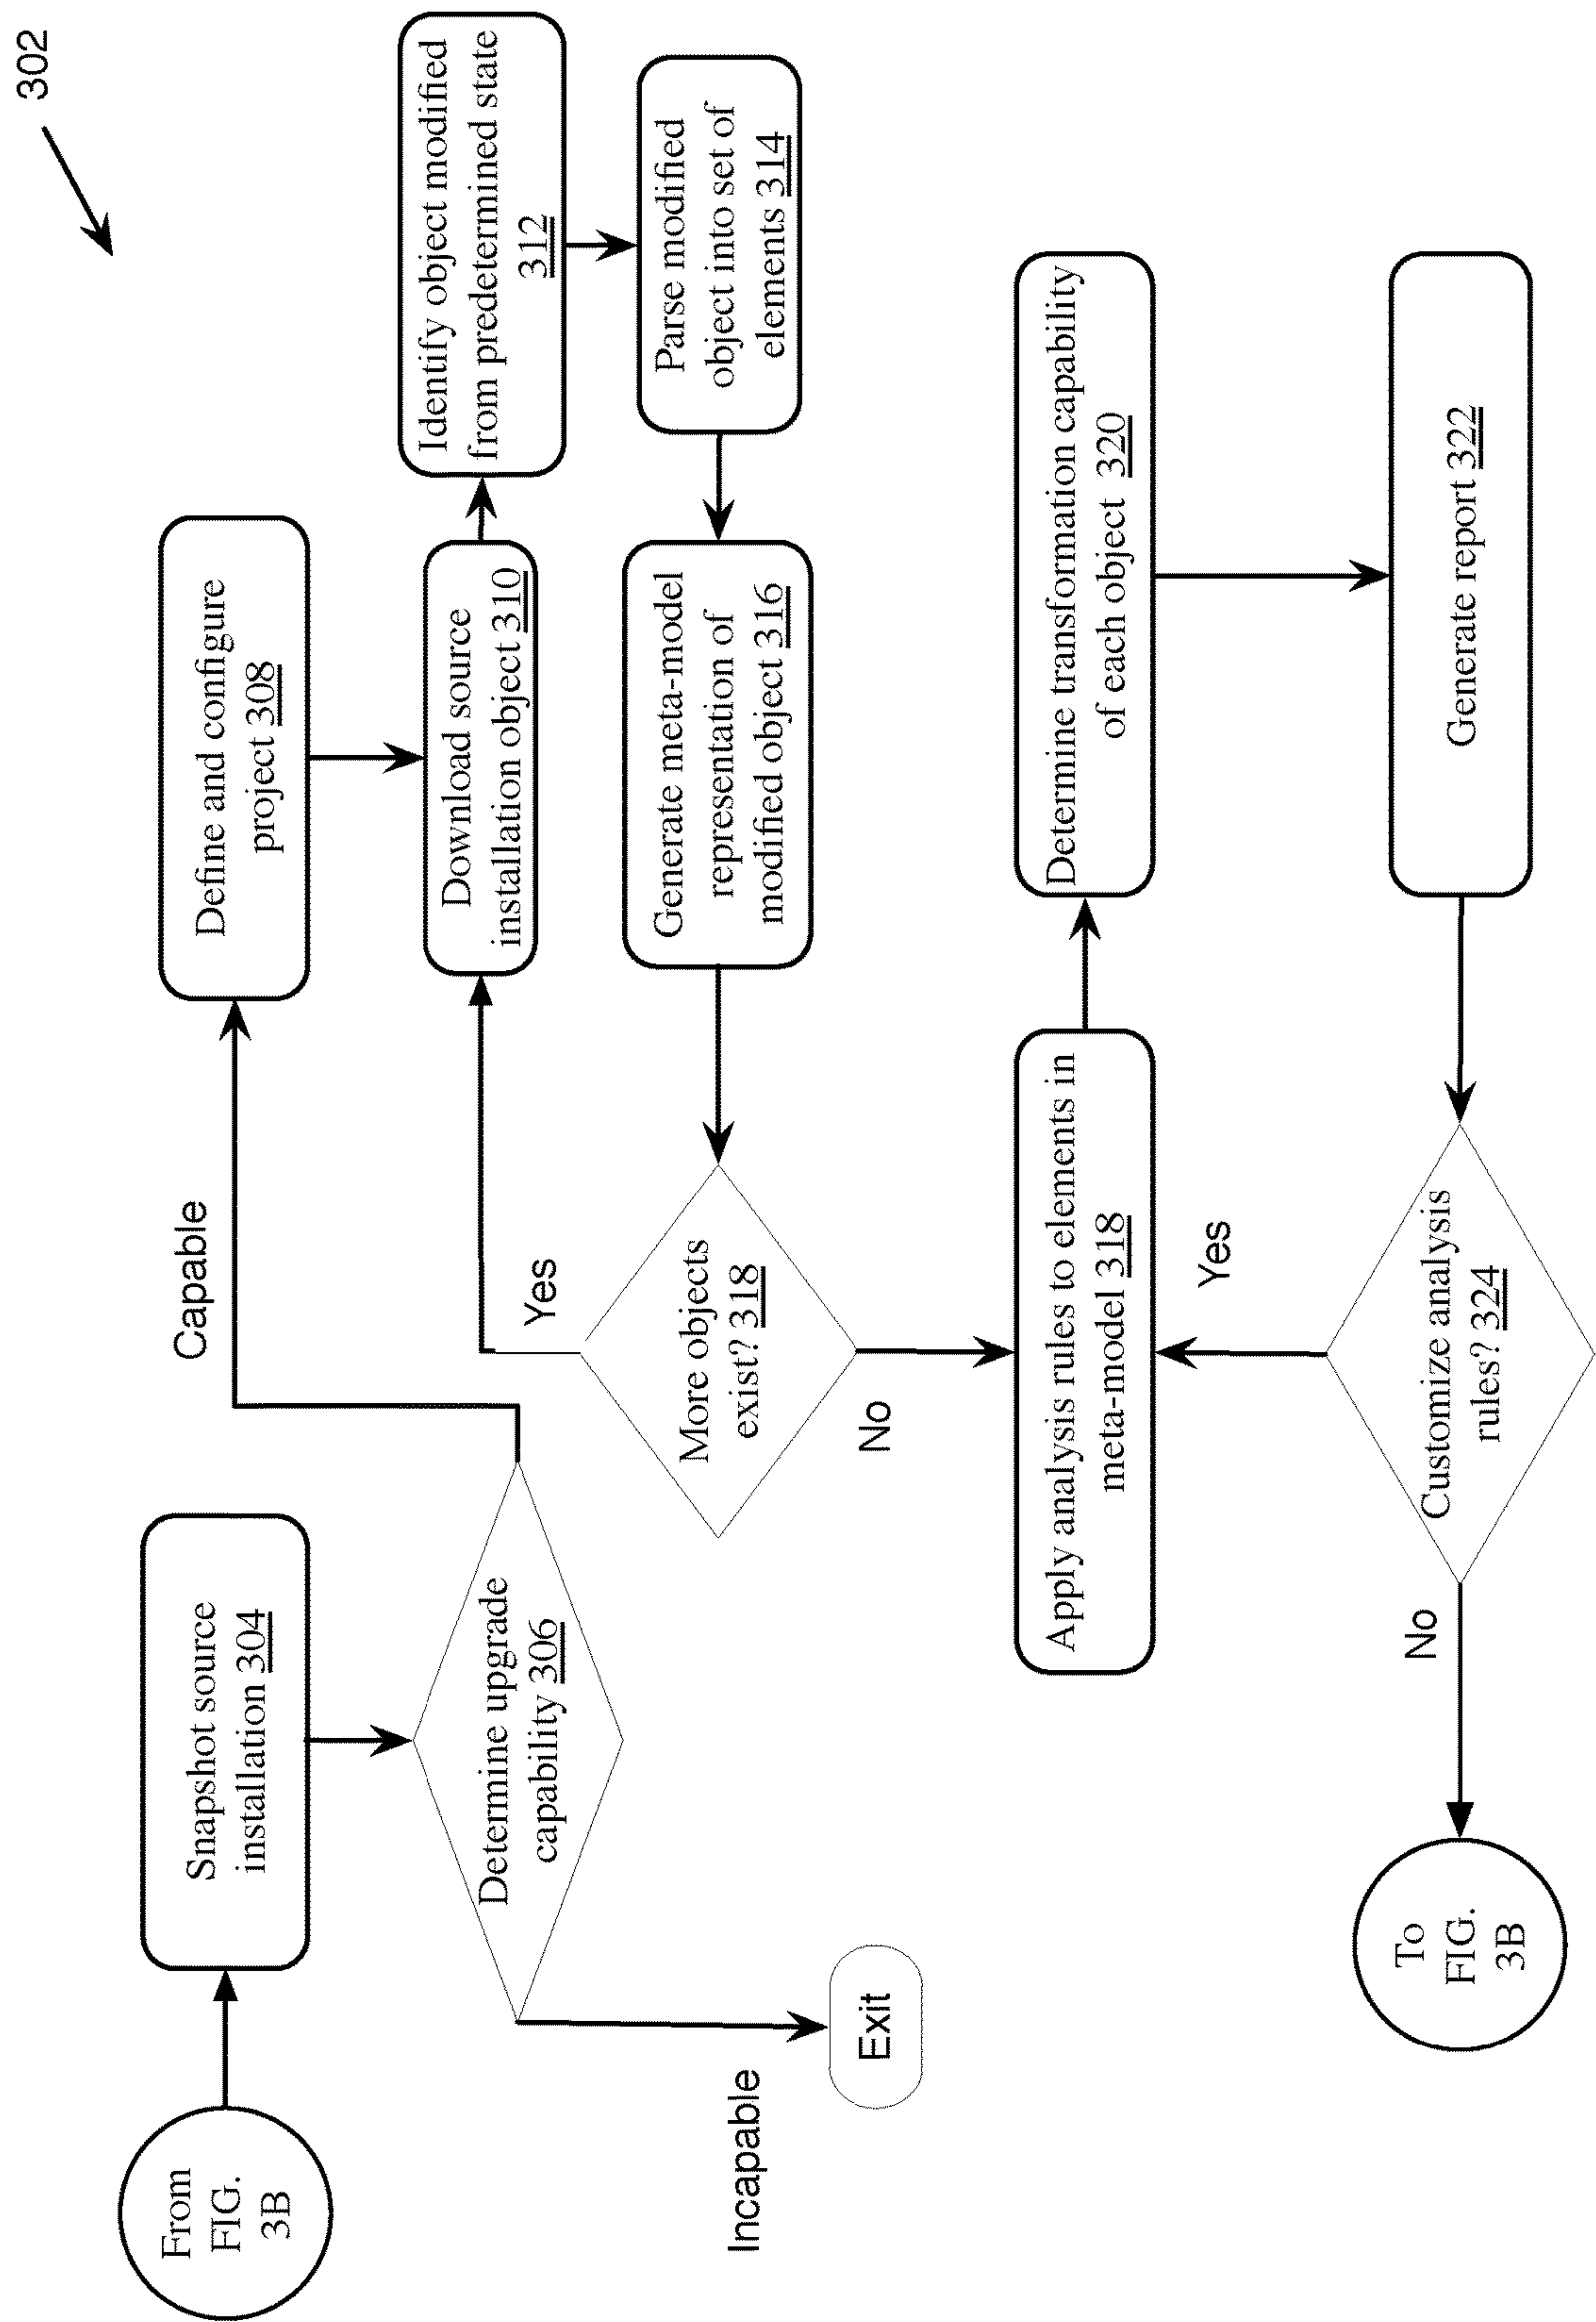 302
From
FIG.
3B
Snapshot source
installation 304
Determine upgrade
capability 306
Incapable
Exit
Capable
Define and configure
project 308
Download source
installation object 310
Identify object modified
from predetermined state
312
Parse modified
object into set of
elements 314
Generate meta-model
representation of
modified object 316
More objects
exist? 318
Yes
No
Apply analysis rules to elements in
meta-model 318
Determine transformation capability
of each object 320
Generate report 322
Customize analysis
rules? 324
Yes
No
To
FIG.
3B